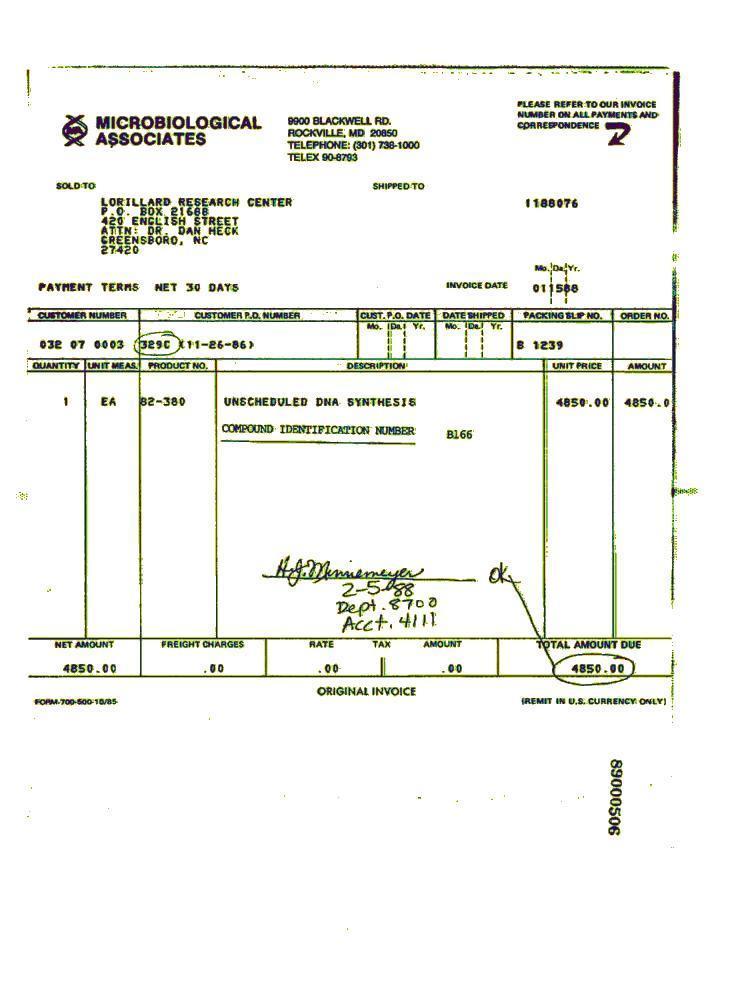 PLEASE REFER TO OUR INVOICE
NUMBER ON ALL PAYMENTS AND
CORRESPONDENCE
MICROBIOLOGICAL
ASSOCIATES
9900 BLACKWELL RD.
ROCKVILLE, MD 20850
TELEPHONE: (301) 738-1000
TELEX 90-8793
SOLD TO
SHIPPED TO
LORILLARD RESEARCH CENTER
P.O. BOX 21688
420 ENGLISH STREET
ATTN: DR. DAN HECK
GREENSBORO, NC
27420
1188076
Mo. Da. Yr.
PAYMENT TERMS NET 30 DAYS
INVOICE DATE
011588
CUSTOMER NUMBER CUSTOMER P.O. NUMBER CUST. P.O. DATE DATE SHIPPED PACKING SLIP NO. ORDER NO.
Mo. Da. Yr. Mo. Da. Yr.
032 07 0003 329C (11-26-86) B 1239
QUANTITY UNIT MEAS. PRODUCT NO. DESCRIPTION UNIT PRICE AMOUNT
1 EA 82-380 UNSCHEDULED DNA SYNTHESIS 4850.00 4850.0
COMPOUND IDENTIFICATION NUMBER B166
H.J. Minnemeyer OK
2-5-88
Dept. 8700
Acct. 4111
NET AMOUNT FREIGHT CHARGES RATE TAX AMOUNT TOTAL AMOUNT DUE
4850.00 .00 .00 .00 4850.00
ORIGINAL INVOICE
FORM-700-500-10/85 (REMIT IN U.S. CURRENCY ONLY)
89000506